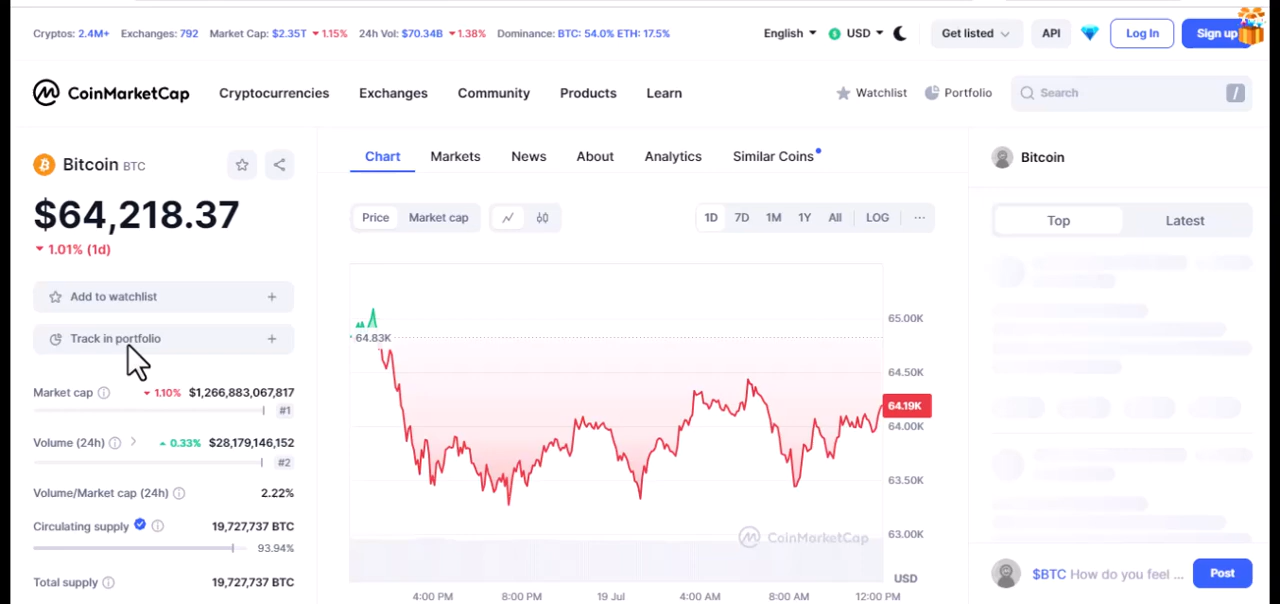 Cryptos: 2.4M+ Exchanges: 792 Market Cap: $2.35T 1.15% 24h Vol: $70.34B 1.38% Dominance: BTC: 54.0% ETH: 17.5% English USD Get listed API Log In Sign up
CoinMarketCap Cryptocurrencies Exchanges Community Products Learn Watchlist Portfolio Search /
Bitcoin BTC
$64,218.37
1.01% (1d)
Add to watchlist +
Track in portfolio +
Market cap 1.10% $1,266,883,067,817
#1
Volume (24h) 0.33% $28,179,146,152
#2
Volume/Market cap (24h) 2.22%
Circulating supply 19,727,737 BTC
93.94%
Total supply 19,727,737 BTC
Chart Markets News About Analytics Similar Coins
Price Market cap 1D 7D 1M 1Y All LOG ...
65.00K
64.83K
64.50K
64.19K
64.00K
63.50K
63.00K
CoinMarketCap
USD
4:00 PM 8:00 PM 19 Jul 4:00 AM 8:00 AM 12:00 PM
Bitcoin
Top Latest
$BTC How do you feel ... Post